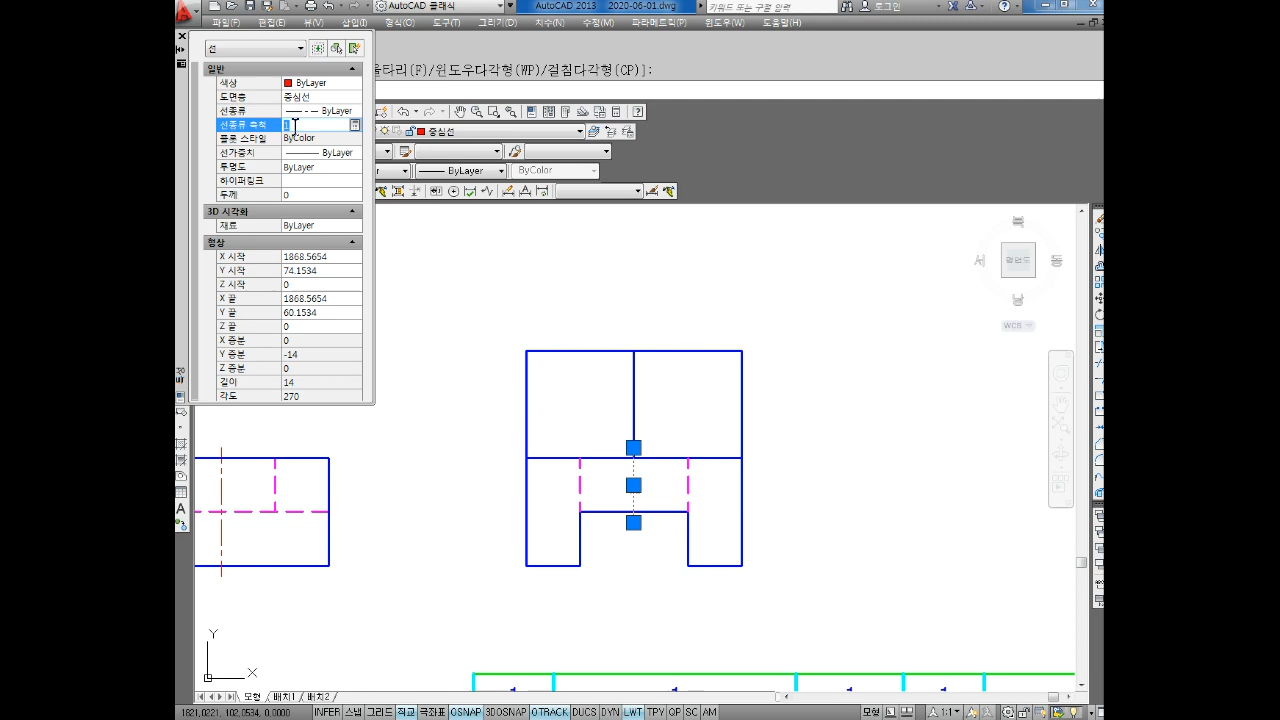 AutoCAD 클래식
AutoCAD 2013
2020-06-01.dwg
키워드 또는 구절 입력
로그인
파일(F) 편집(E) 뷰(V) 삽입(I) 형식(O) 도구(T) 그리기(D) 치수(N) 수정(M) 파라메트릭(P) 윈도우(W) 도움말(H)
선
울타리(F)/윈도우다각형(WP)/걸침다각형(CP)]:
일반
색상 ByLayer
도면층 중심선
선종류 ByLayer
선종류 축척 1
플롯 스타일 ByColor
선가중치 ByLayer
투명도 ByLayer
하이퍼링크
두께 0
3D 시각화
재료 ByLayer
형상
X 시작 1868.5654
Y 시작 74.1534
Z 시작 0
X 끝 1868.5654
Y 끝 60.1534
Z 끝 0
X 증분 0
Y 증분 -14
Z 증분 0
길이 14
각도 270
중심선
ByLayer
ByColor
북
서 평면도 동
남
WCS
A
Y
X
모형 배치1 배치2
1821.0221, 102.0534, 0.0000 INFER 스냅 그리드 직교 극좌표 OSNAP 3DOSNAP OTRACK DUCS DYN LWT TPY QP SC AM
모형
1:1